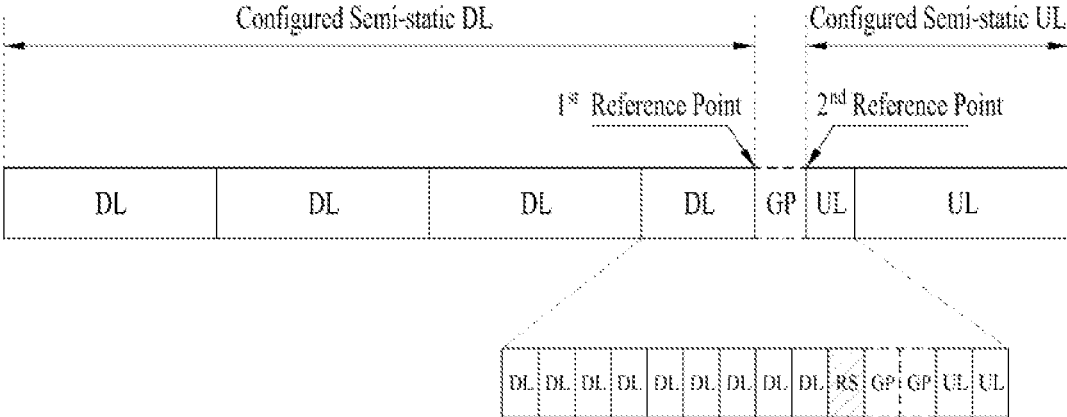 Configured Semi-static DL
Configured Semi-static UL
1st Reference Point
2nd Reference Point
DL DL DL DL GP UL UL
DL DL DL DL DL DL DL DL DL RS GP GP UL UL